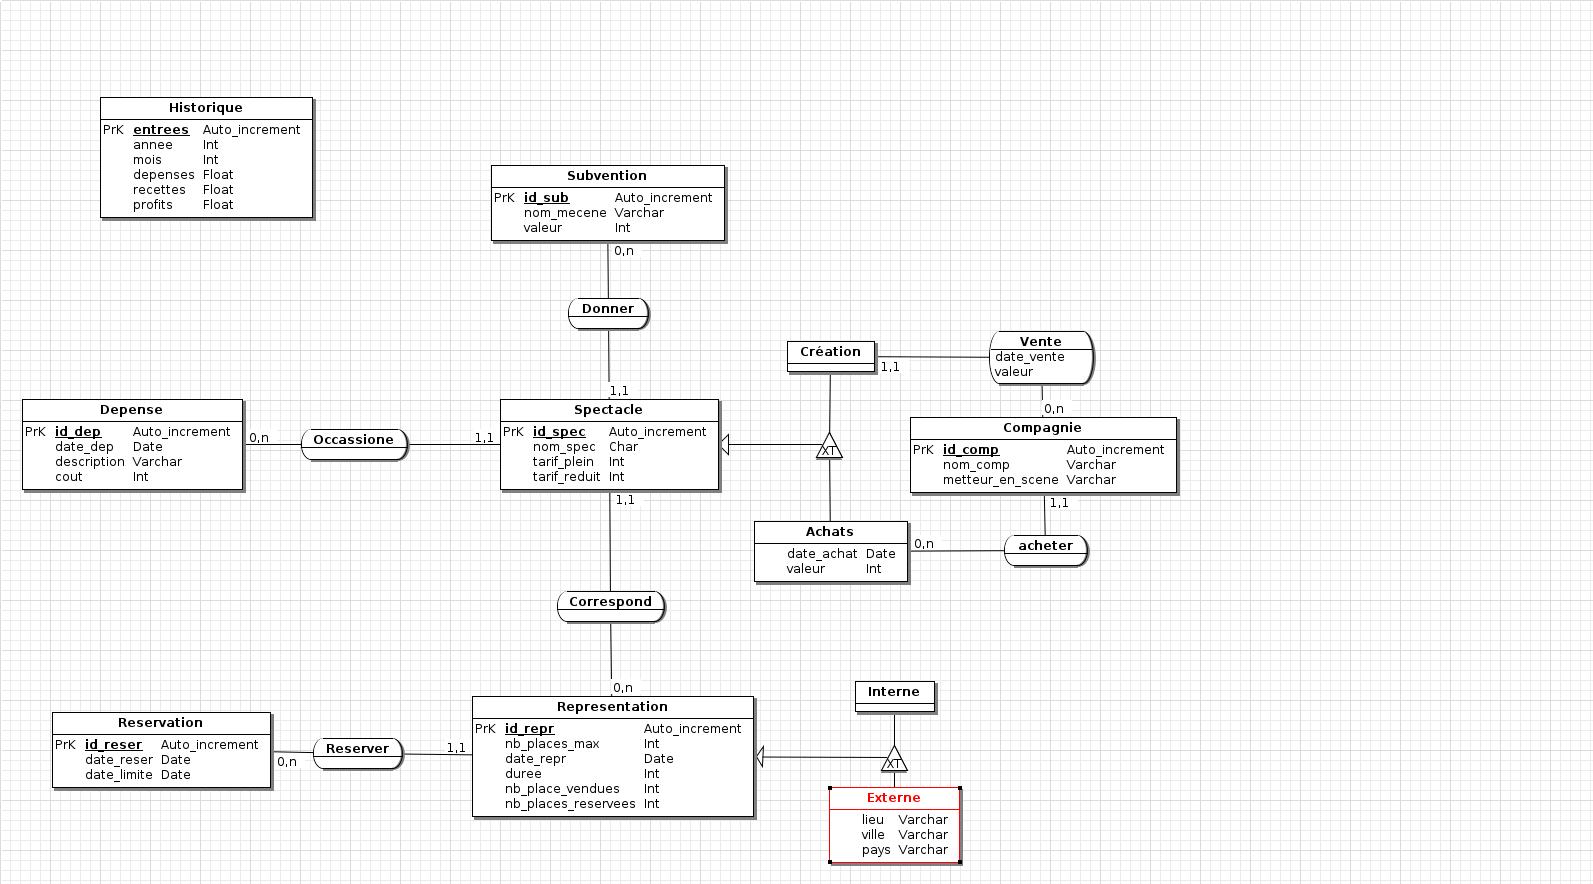 Historique
PrK entrees Auto_increment
annee Int
mois Int
depenses Float
recettes Float
profits Float
Subvention
PrK id_sub Auto_increment
nom_mecene Varchar
valeur Int
0,n
Donner
1,1
Création
1,1
Vente
date_vente
valeur
0,n
Depense
PrK id_dep Auto_increment
date_dep Date
description Varchar
cout Int
0,n
Occassione
1,1
Spectacle
PrK id_spec Auto_increment
nom_spec Char
tarif_plein Int
tarif_reduit Int
1,1
XT
Compagnie
PrK id_comp Auto_increment
nom_comp Varchar
metteur_en_scene Varchar
1,1
Achats
date_achat Date
valeur Int
0,n
acheter
Correspond
0,n
Reservation
PrK id_reser Auto_increment
date_reser Date
date_limite Date
0,n
Reserver
1,1
Representation
PrK id_repr Auto_increment
nb_places_max Int
date_repr Date
duree Int
nb_place_vendues Int
nb_places_reservees Int
Interne
XT
Externe
lieu Varchar
ville Varchar
pays Varchar